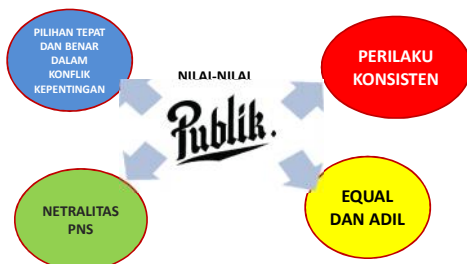 PILIHAN TEPAT
DAN BENAR
DALAM
KONFLIK
KEPENTINGAN
NILAI-NILAI
Publik.
PERILAKU
KONSISTEN
NETRALITAS
PNS
EQUAL
DAN ADIL